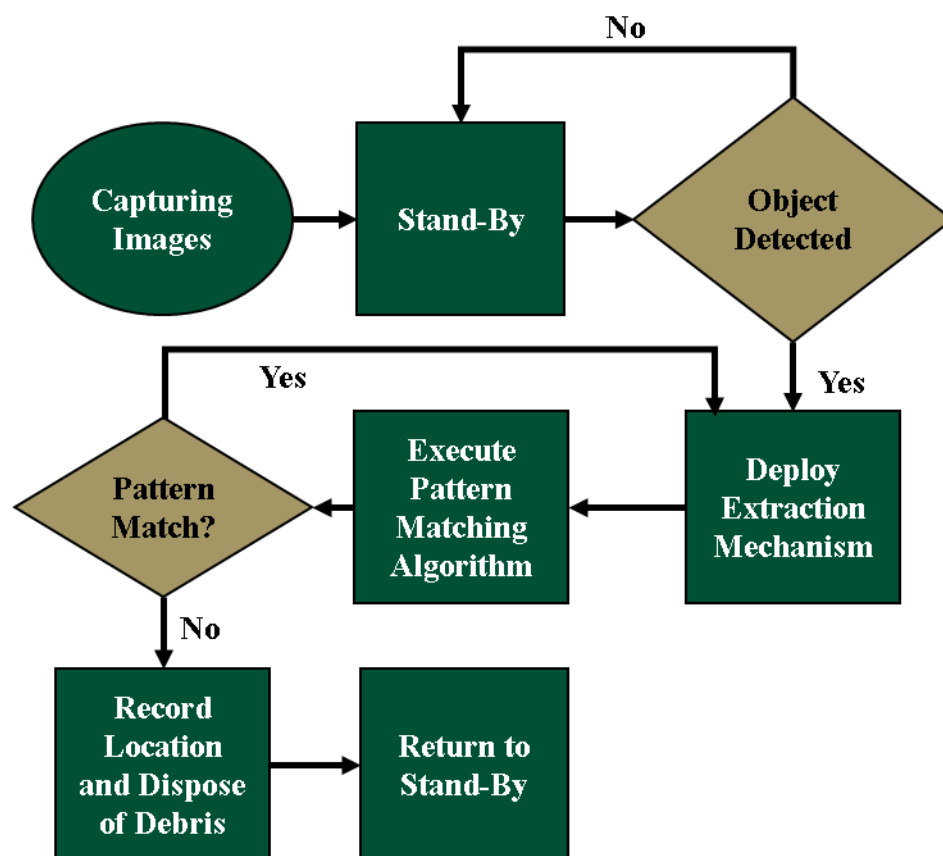 No
Capturing
Images
Stand-By
Object
Detected
Yes
Yes
Pattern
Match?
Execute
Pattern
Matching
Algorithm
Deploy
Extraction
Mechanism
No
Record
Location
and Dispose
of Debris
Return to
Stand-By